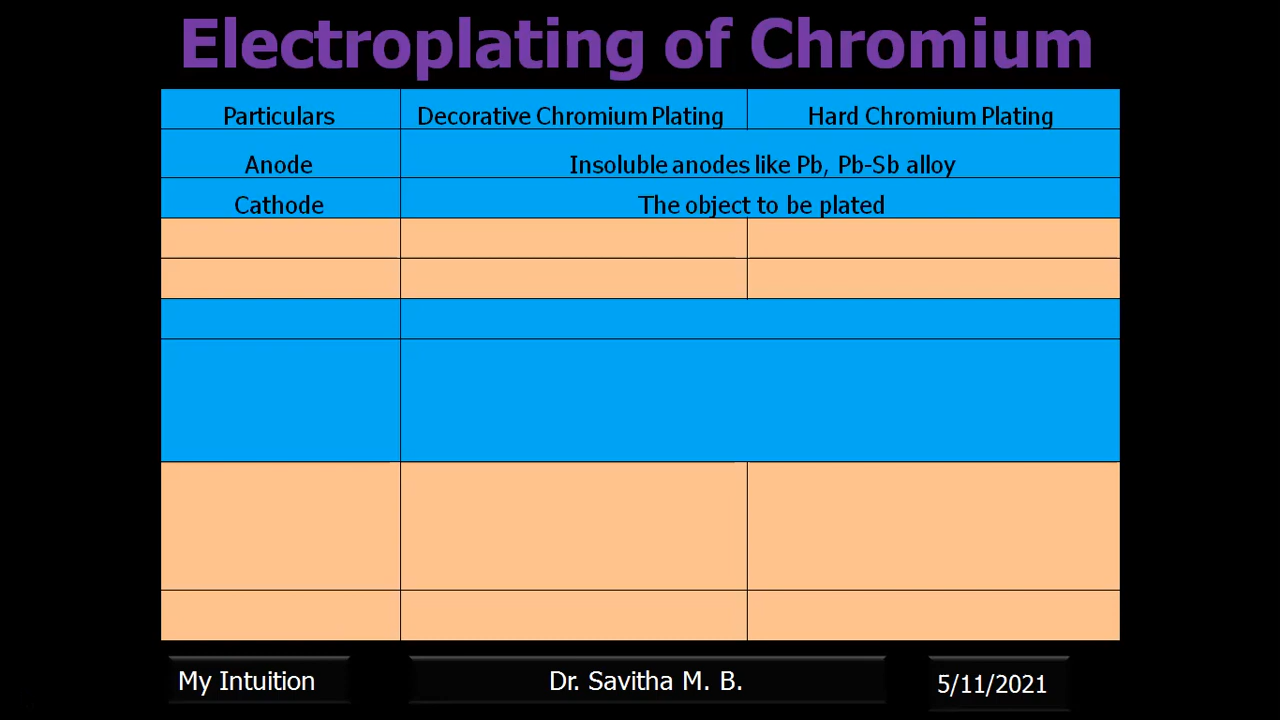 Electroplating of Chromium
Particulars Decorative Chromium Plating Hard Chromium Plating
Anode Insoluble anodes like Pb, Pb-Sb alloy
Cathode The object to be plated
My Intuition Dr. Savitha M. B. 5/11/2021